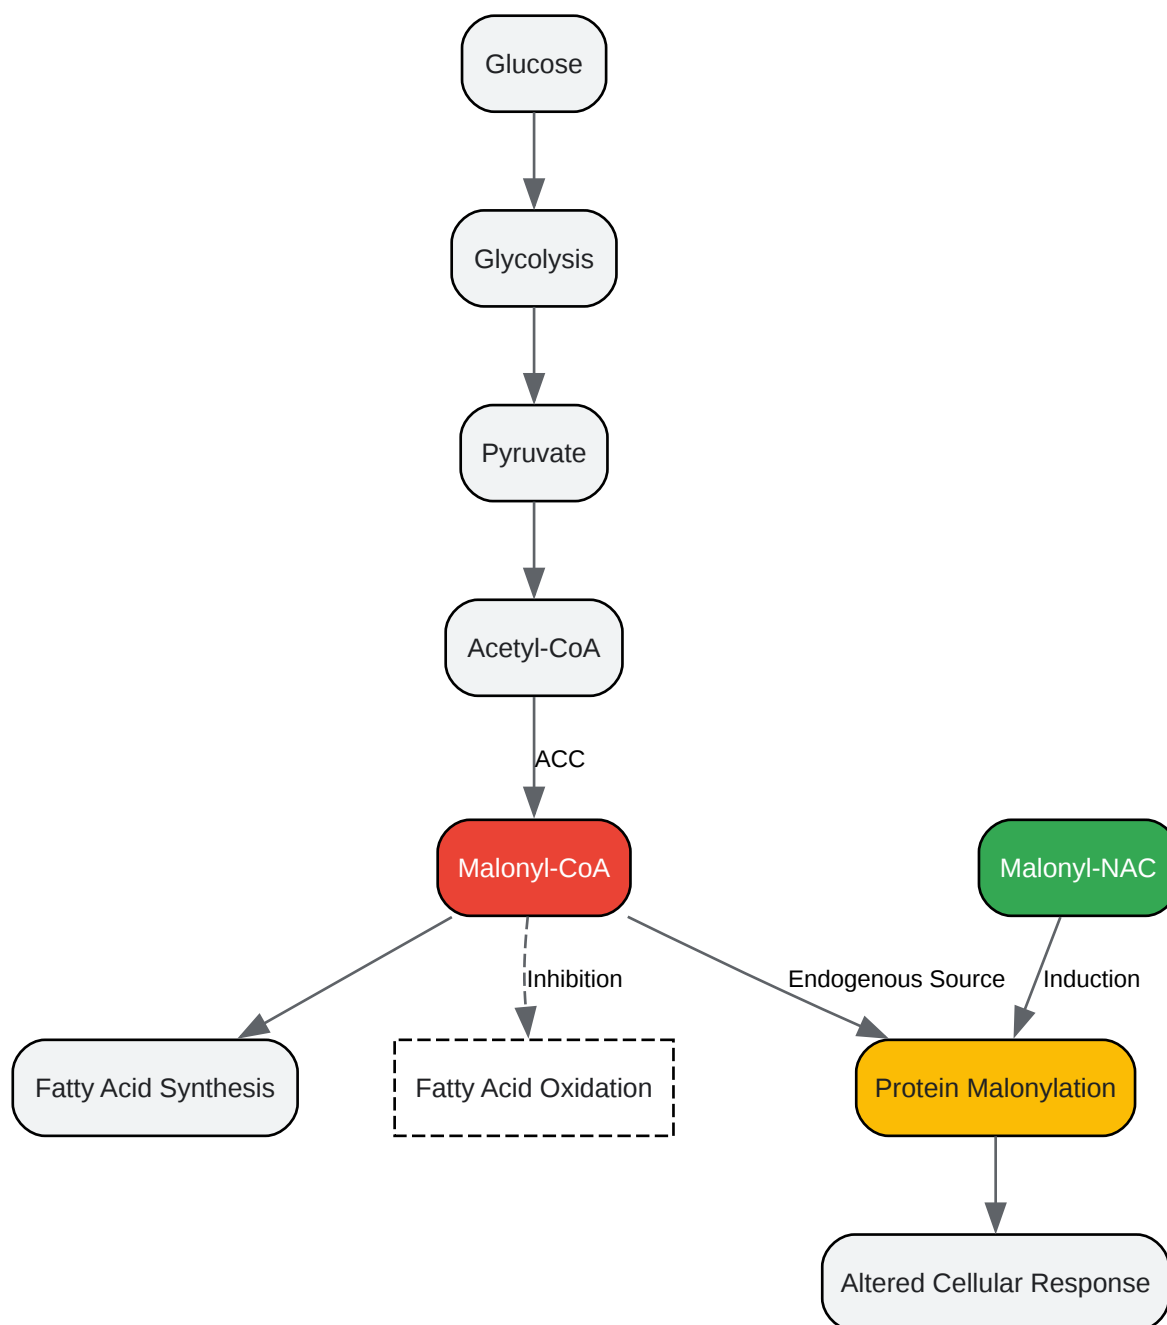 Glucose
Glycolysis
Pyruvate
Acetyl-CoA
ACC
Malonyl-CoA
Malonyl-NAC
Inhibition
Endogenous Source
Induction
Fatty Acid Synthesis
Fatty Acid Oxidation
Protein Malonylation
Altered Cellular Response